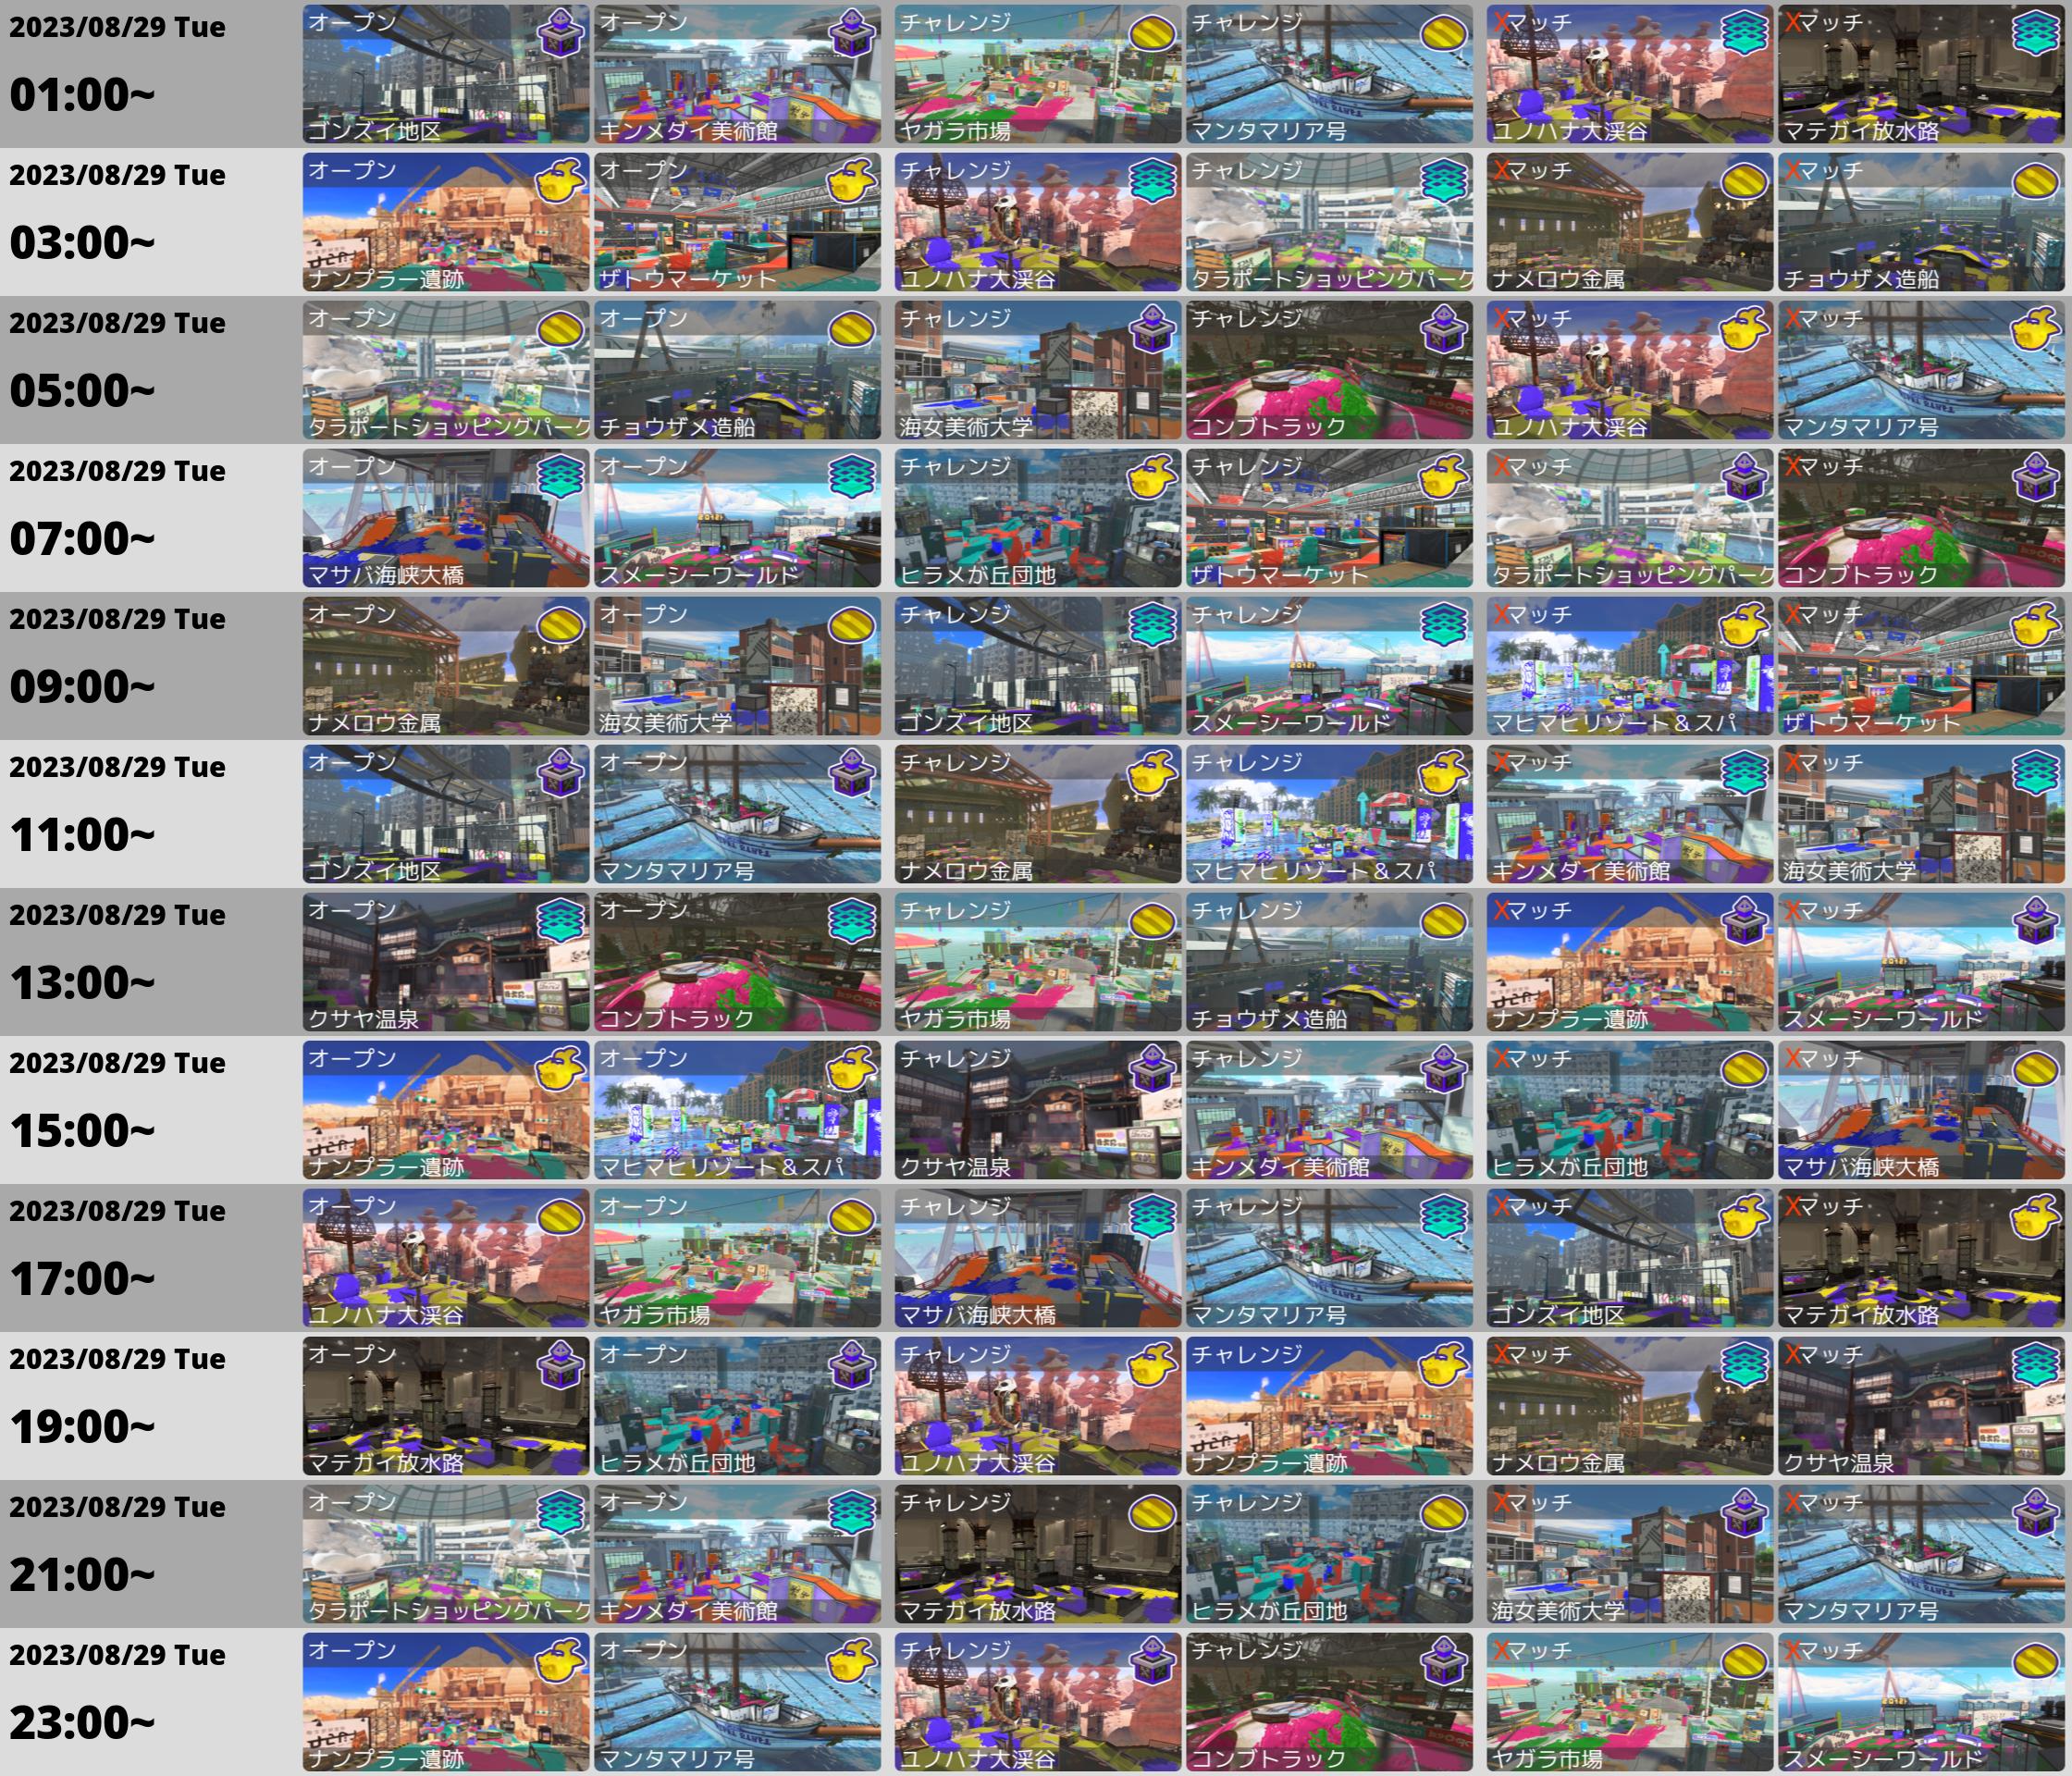 2023/08/29 Tue
01:00~
オープン オープン チャレンジ チャレンジ Xマッチ Xマッチ
ゴンズイ地区 キンメダイ美術館 ヤガラ市場 マンタマリア号 ユノハナ大渓谷 マテガイ放水路
2023/08/29 Tue
03:00~
オープン オープン チャレンジ チャレンジ Xマッチ Xマッチ
ナンプラー遺跡 ザトウマーケット ユノハナ大渓谷 タラポートショッピングパーク ナメロウ金属 チョウザメ造船
2023/08/29 Tue
05:00~
オープン オープン チャレンジ チャレンジ Xマッチ Xマッチ
タラポートショッピングパーク チョウザメ造船 海女美術大学 コンブトラック ユノハナ大渓谷 マンタマリア号
2023/08/29 Tue
07:00~
オープン オープン チャレンジ チャレンジ Xマッチ Xマッチ
マサバ海峡大橋 スメーシーワールド ヒラメが丘団地 ザトウマーケット タラポートショッピングパーク コンブトラック
2023/08/29 Tue
09:00~
オープン オープン チャレンジ チャレンジ Xマッチ Xマッチ
ナメロウ金属 海女美術大学 ゴンズイ地区 スメーシーワールド マヒマヒリゾート＆スパ ザトウマーケット
2023/08/29 Tue
11:00~
オープン オープン チャレンジ チャレンジ Xマッチ Xマッチ
ゴンズイ地区 マンタマリア号 ナメロウ金属 マヒマヒリゾート＆スパ キンメダイ美術館 海女美術大学
2023/08/29 Tue
13:00~
オープン オープン チャレンジ チャレンジ Xマッチ Xマッチ
クサヤ温泉 コンブトラック ヤガラ市場 チョウザメ造船 ナンプラー遺跡 スメーシーワールド
2023/08/29 Tue
15:00~
オープン オープン チャレンジ チャレンジ Xマッチ Xマッチ
ナンプラー遺跡 マヒマヒリゾート＆スパ クサヤ温泉 キンメダイ美術館 ヒラメが丘団地 マサバ海峡大橋
2023/08/29 Tue
17:00~
オープン オープン チャレンジ チャレンジ Xマッチ Xマッチ
ユノハナ大渓谷 ヤガラ市場 マサバ海峡大橋 マンタマリア号 ゴンズイ地区 マテガイ放水路
2023/08/29 Tue
19:00~
オープン オープン チャレンジ チャレンジ Xマッチ Xマッチ
マテガイ放水路 ヒラメが丘団地 ユノハナ大渓谷 ナンプラー遺跡 ナメロウ金属 クサヤ温泉
2023/08/29 Tue
21:00~
オープン オープン チャレンジ チャレンジ Xマッチ Xマッチ
タラポートショッピングパーク キンメダイ美術館 マテガイ放水路 ヒラメが丘団地 海女美術大学 マンタマリア号
2023/08/29 Tue
23:00~
オープン オープン チャレンジ チャレンジ Xマッチ Xマッチ
ナンプラー遺跡 マンタマリア号 ユノハナ大渓谷 コンブトラック ヤガラ市場 スメーシーワールド